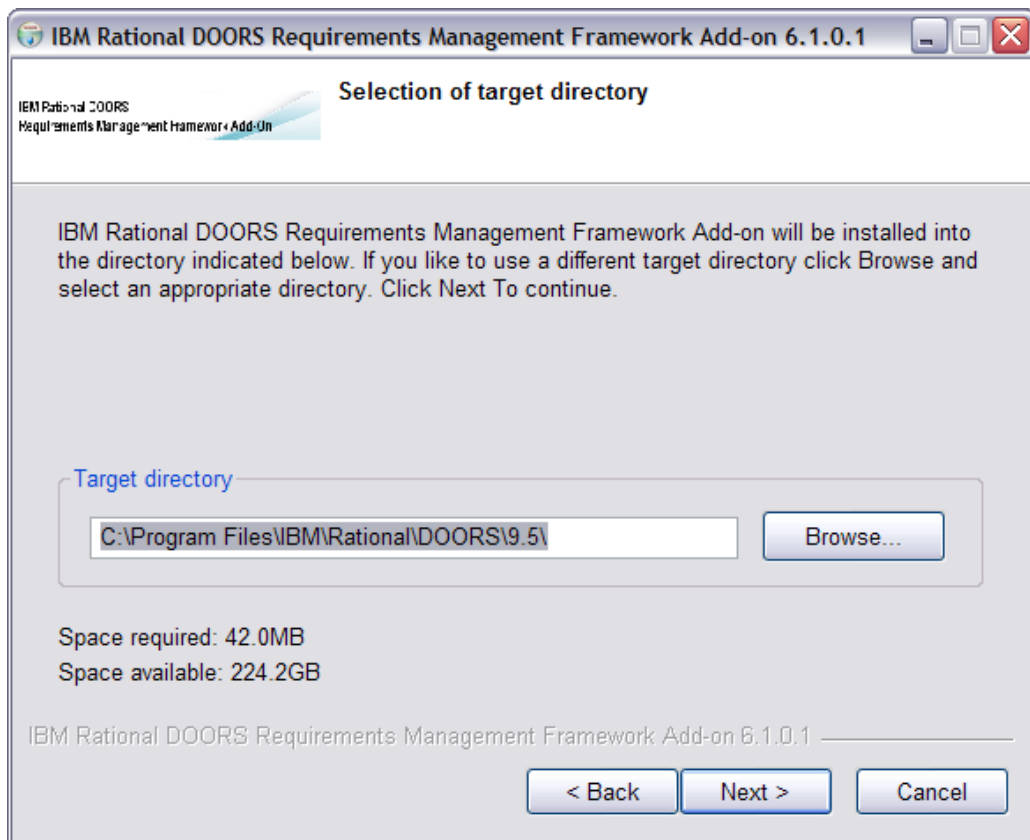 IBM Rational DOORS Requirements Management Framework Add-on 6.1.0.1
IBM Rational DOORS
Requirements Management Framework Add-On
Selection of target directory
IBM Rational DOORS Requirements Management Framework Add-on will be installed into
the directory indicated below. If you like to use a different target directory click Browse and
select an appropriate directory. Click Next To continue.
Target directory
C:\Program Files\IBM\Rational\DOORS\9.5\
Browse...
Space required: 42.0MB
Space available: 224.2GB
IBM Rational DOORS Requirements Management Framework Add-on 6.1.0.1
< Back
Next >
Cancel